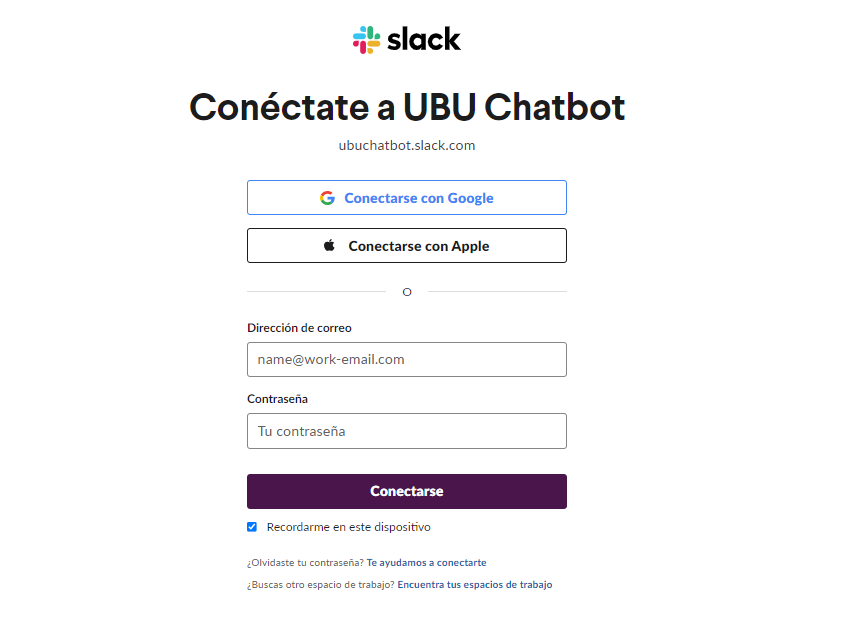 slack
Conéctate a UBU Chatbot
ubuchatbot.slack.com
Conectarse con Google
Conectarse con Apple
O
Dirección de correo
name@work-email.com
Contraseña
Tu contraseña
Conectarse
Recordarme en este dispositivo
¿Olvidaste tu contraseña? Te ayudamos a conectarte
¿Buscas otro espacio de trabajo? Encuentra tus espacios de trabajo